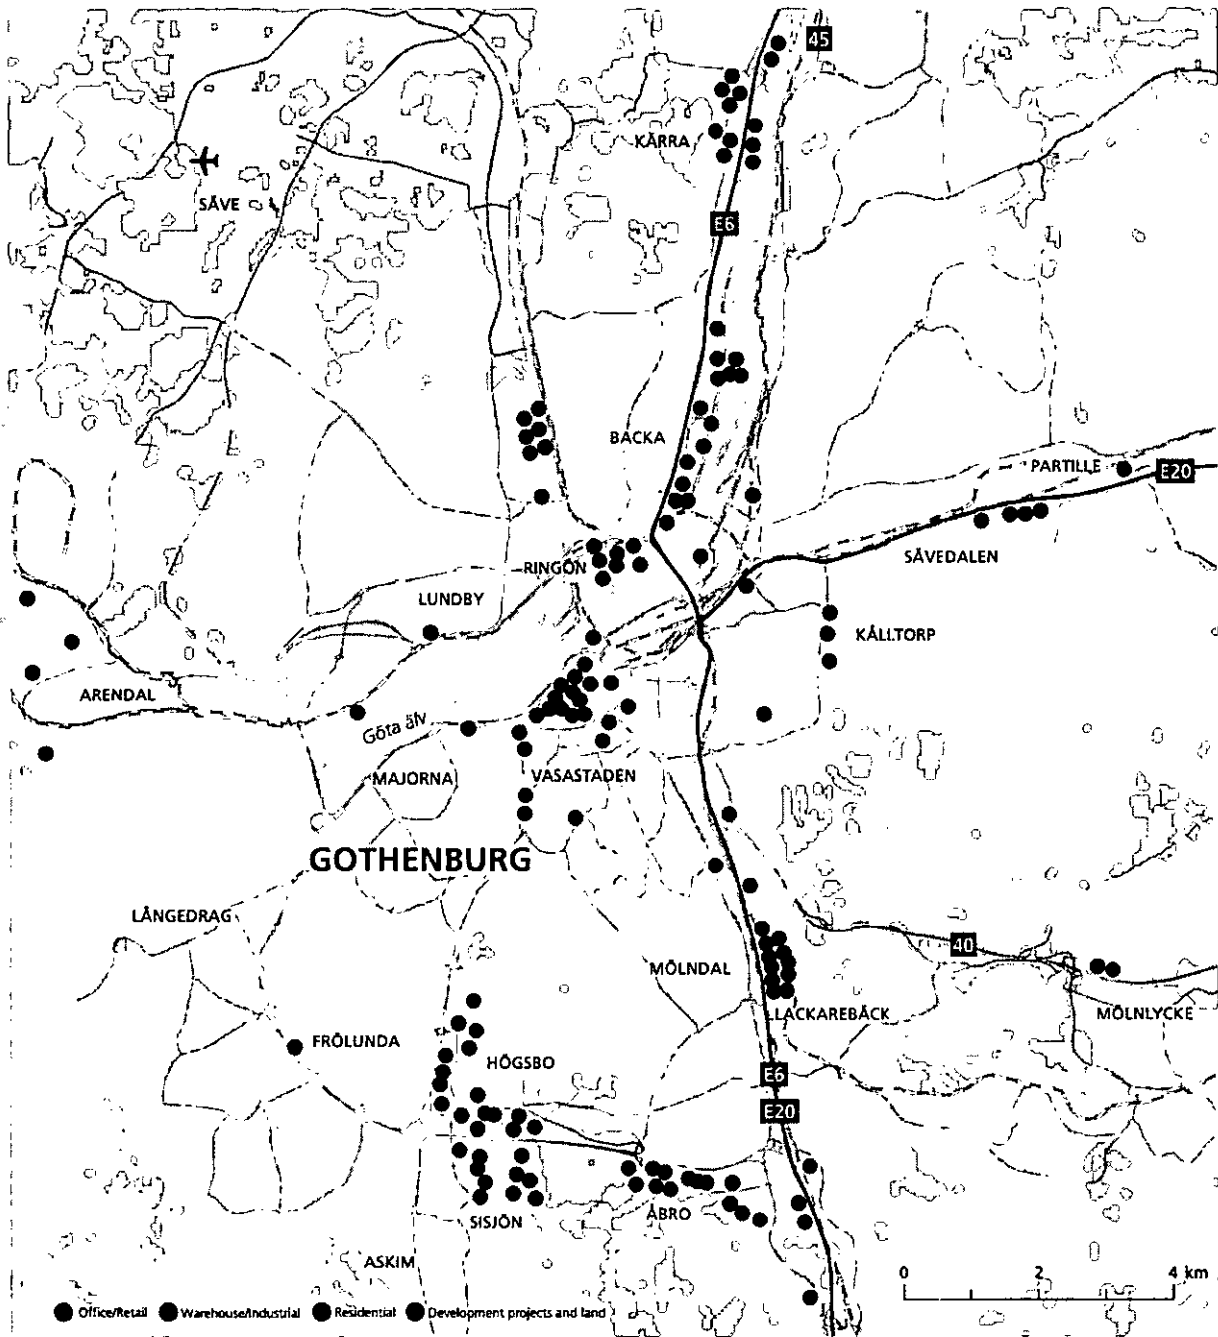 45
KÄRRA
SÄVE
E6
BACKA
PARTILLE
E20
SÄVEDALEN
RINGÖN
LUNDBY
KÅLLTORP
ARENDAL
Göta älv
MAJORNA
VASASTADEN
GOTHENBURG
LÅNGEDRAG
40
MÖLNDAL
LACKAREBÄCK
MÖLNLYCKE
FRÖLUNDA
HÖGSBO
E6
E20
SISJÖN
ÅBRO
ASKIM
0 2 4 km
Office/Retail Warehouse/Industrial Residential Development projects and land